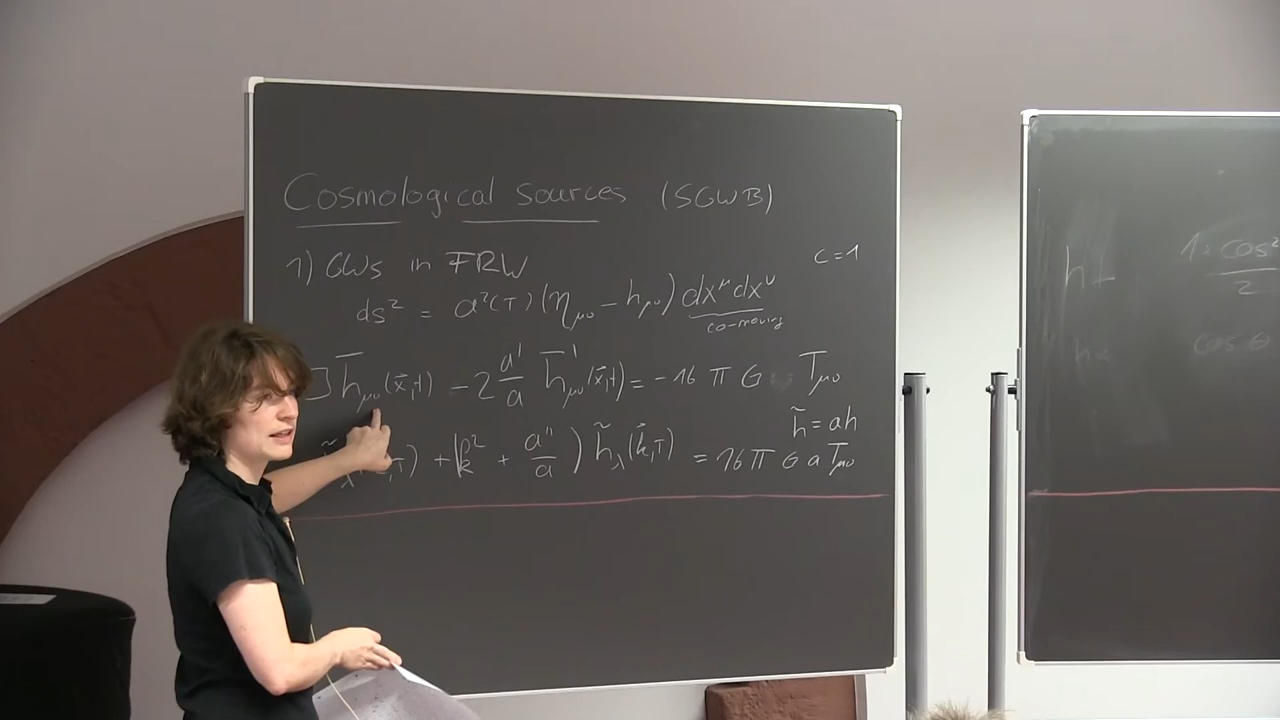 Cosmological Sources (SGWB)
1) GWs in FRW
c=1
ds² = a²(τ) (η_μν − h_μν) dx^μ dx^ν
co-moving
□ h̄_μν(x⃗,t) − 2 a'/a h̄'_μν(x⃗,t) = −16 π G T_μν
h̃ = ah
τ) + (k² + a''/a) h̃_λ(k⃗,τ) = 16 π G a T_μν
h+ 1+cos² / 2
h× cos θ